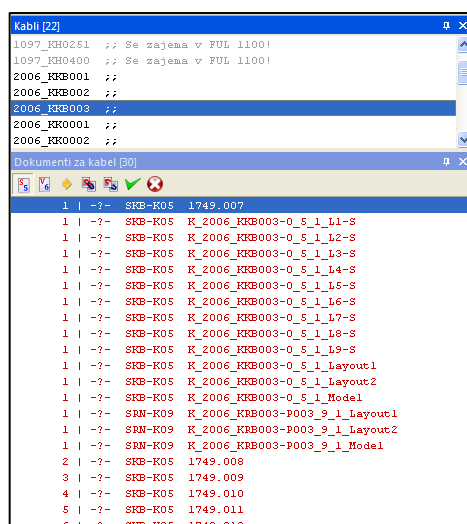 Kabli [22]
1097_KH0251 ;; Se zajema v FUL 1100!
1097_KH0400 ;; Se zajema v FUL 1100!
2006_KKB001 ;;
2006_KKB002 ;;
2006_KKB003 ;;
2006_KK0001 ;;
2006_KK0002 ;;
Dokumenti za kabel [30]
S5 V6
1 | -?- SKB-K05 1749.007
1 | -?- SKB-K05 K_2006_KKB003-0_5_1_L1-S
1 | -?- SKB-K05 K_2006_KKB003-0_5_1_L2-S
1 | -?- SKB-K05 K_2006_KKB003-0_5_1_L3-S
1 | -?- SKB-K05 K_2006_KKB003-0_5_1_L4-S
1 | -?- SKB-K05 K_2006_KKB003-0_5_1_L5-S
1 | -?- SKB-K05 K_2006_KKB003-0_5_1_L6-S
1 | -?- SKB-K05 K_2006_KKB003-0_5_1_L7-S
1 | -?- SKB-K05 K_2006_KKB003-0_5_1_L8-S
1 | -?- SKB-K05 K_2006_KKB003-0_5_1_L9-S
1 | -?- SKB-K05 K_2006_KKB003-0_5_1_Layout1
1 | -?- SKB-K05 K_2006_KKB003-0_5_1_Layout2
1 | -?- SKB-K05 K_2006_KKB003-0_5_1_Model
1 | -?- SRN-K09 K_2006_KRB003-P003_9_1_Layout1
1 | -?- SRN-K09 K_2006_KRB003-P003_9_1_Layout2
1 | -?- SRN-K09 K_2006_KRB003-P003_9_1_Model
2 | -?- SKB-K05 1749.008
3 | -?- SKB-K05 1749.009
4 | -?- SKB-K05 1749.010
5 | -?- SKB-K05 1749.011